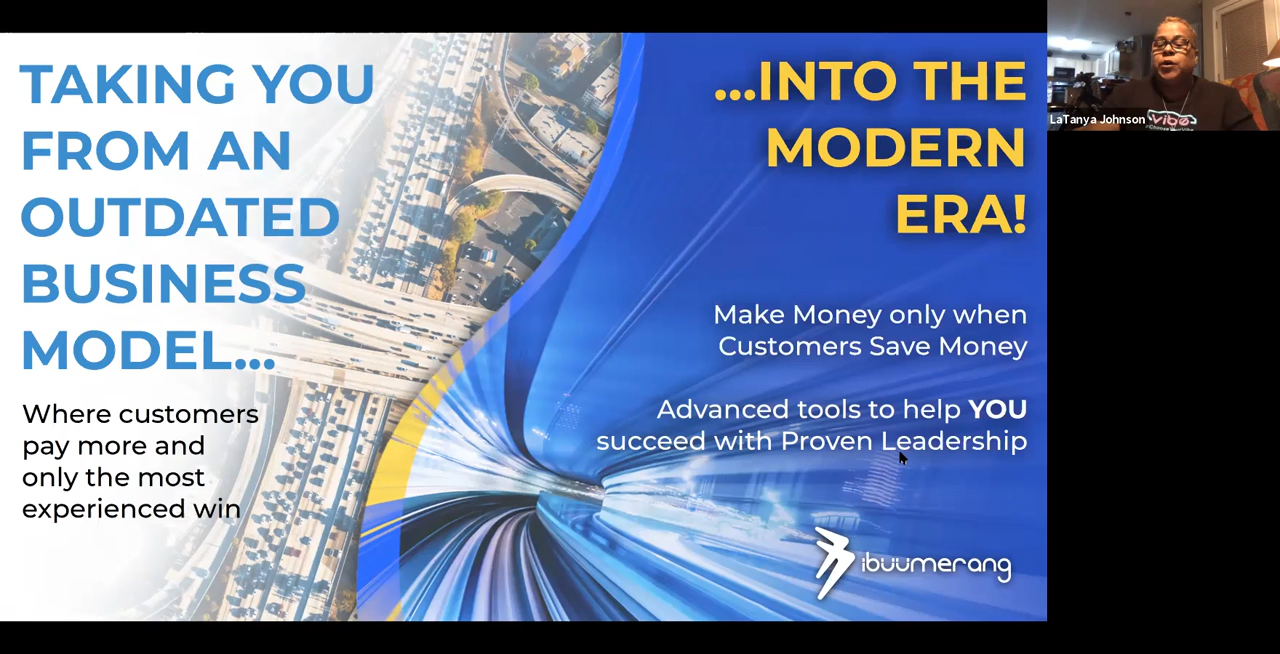 TAKING YOU
FROM AN
OUTDATED
BUSINESS
MODEL...
Where customers
pay more and
only the most
experienced win
...INTO THE
MODERN
ERA!
Make Money only when
Customers Save Money
Advanced tools to help YOU
succeed with Proven Leadership
ibuumerang
LaTanya Johnson
vibe